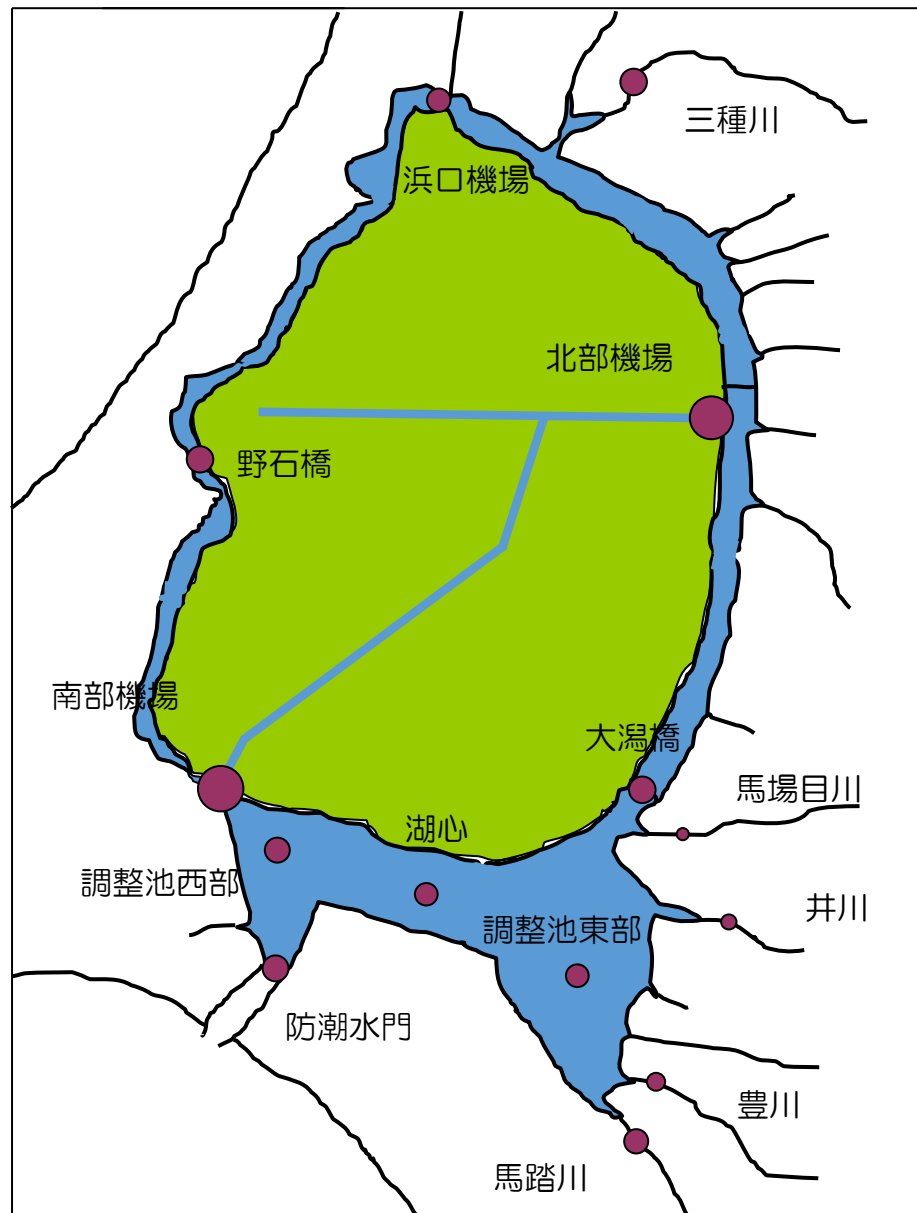 三種川
浜口機場
北部機場
野石橋
南部機場
大潟橋
馬場目川
湖心
調整池西部
井川
調整池東部
防潮水門
豊川
馬踏川